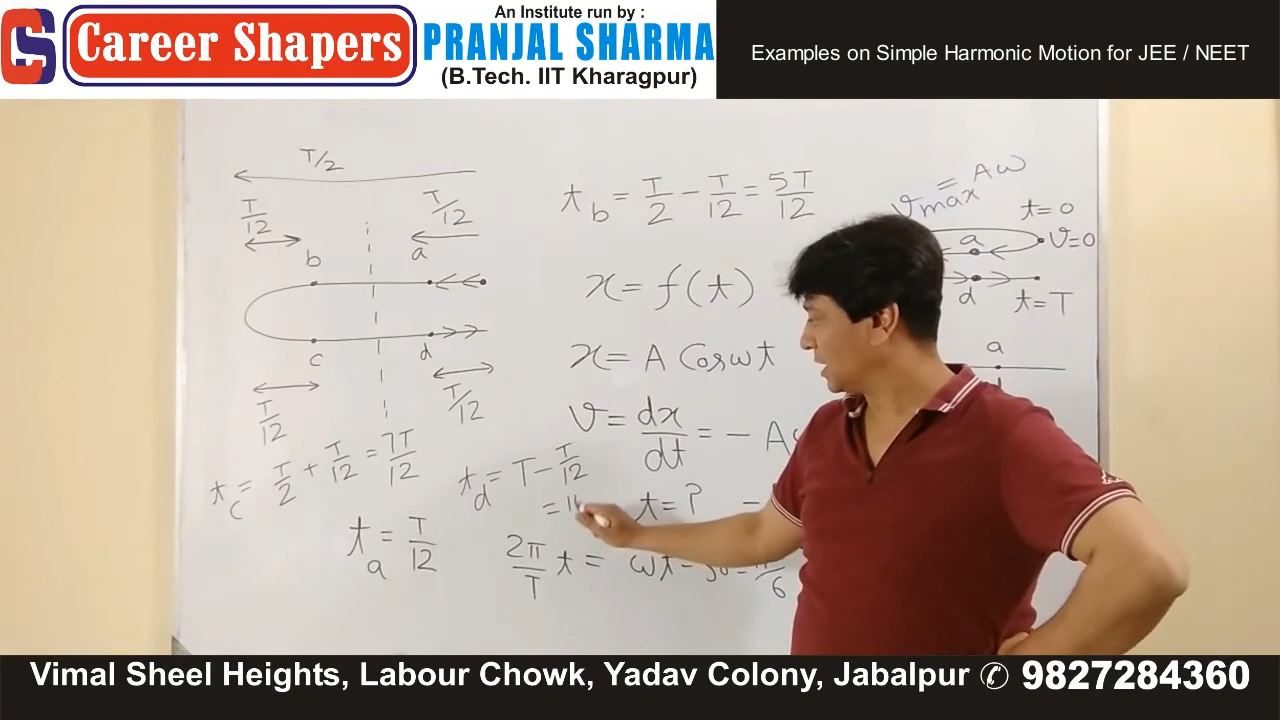 An Institute run by :
Career Shapers
PRANJAL SHARMA
(B.Tech. IIT Kharagpur)
Examples on Simple Harmonic Motion for JEE / NEET
T/2
T/12
T/12
b
a
c
d
T/12
T/12
t_c = T/2 + T/12 = 7T/12
t_d = T - T/12
t_a = T/12
t_b = T/2 - T/12 = 5T/12
x = f(t)
x = A Cosωt
v = dx/dt = - A
t = ? -
2π/T t = ωt
v_max = Aω
t=0
a
v=0
d
t=T
a
Vimal Sheel Heights, Labour Chowk, Yadav Colony, Jabalpur ✆ 9827284360